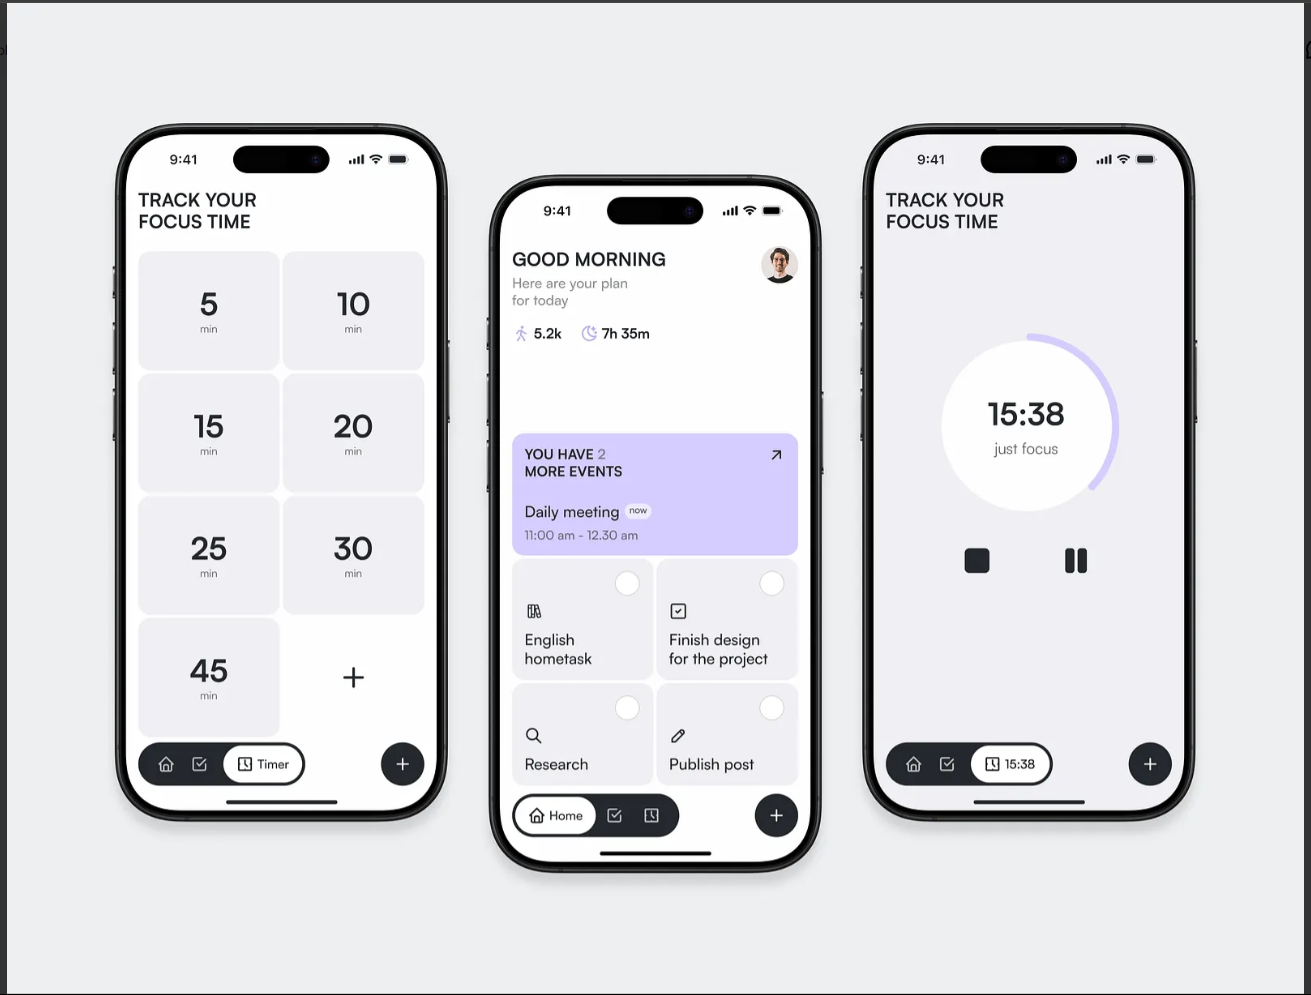 9:41
TRACK YOUR
FOCUS TIME
5
min
10
min
15
min
20
min
25
min
30
min
45
min
+
Timer
+
9:41
GOOD MORNING
Here are your plan
for today
5.2k
7h 35m
YOU HAVE 2
MORE EVENTS
Daily meeting now
11:00 am - 12.30 am
English
hometask
Finish design
for the project
Research
Publish post
Home
+
9:41
TRACK YOUR
FOCUS TIME
15:38
just focus
15:38
+